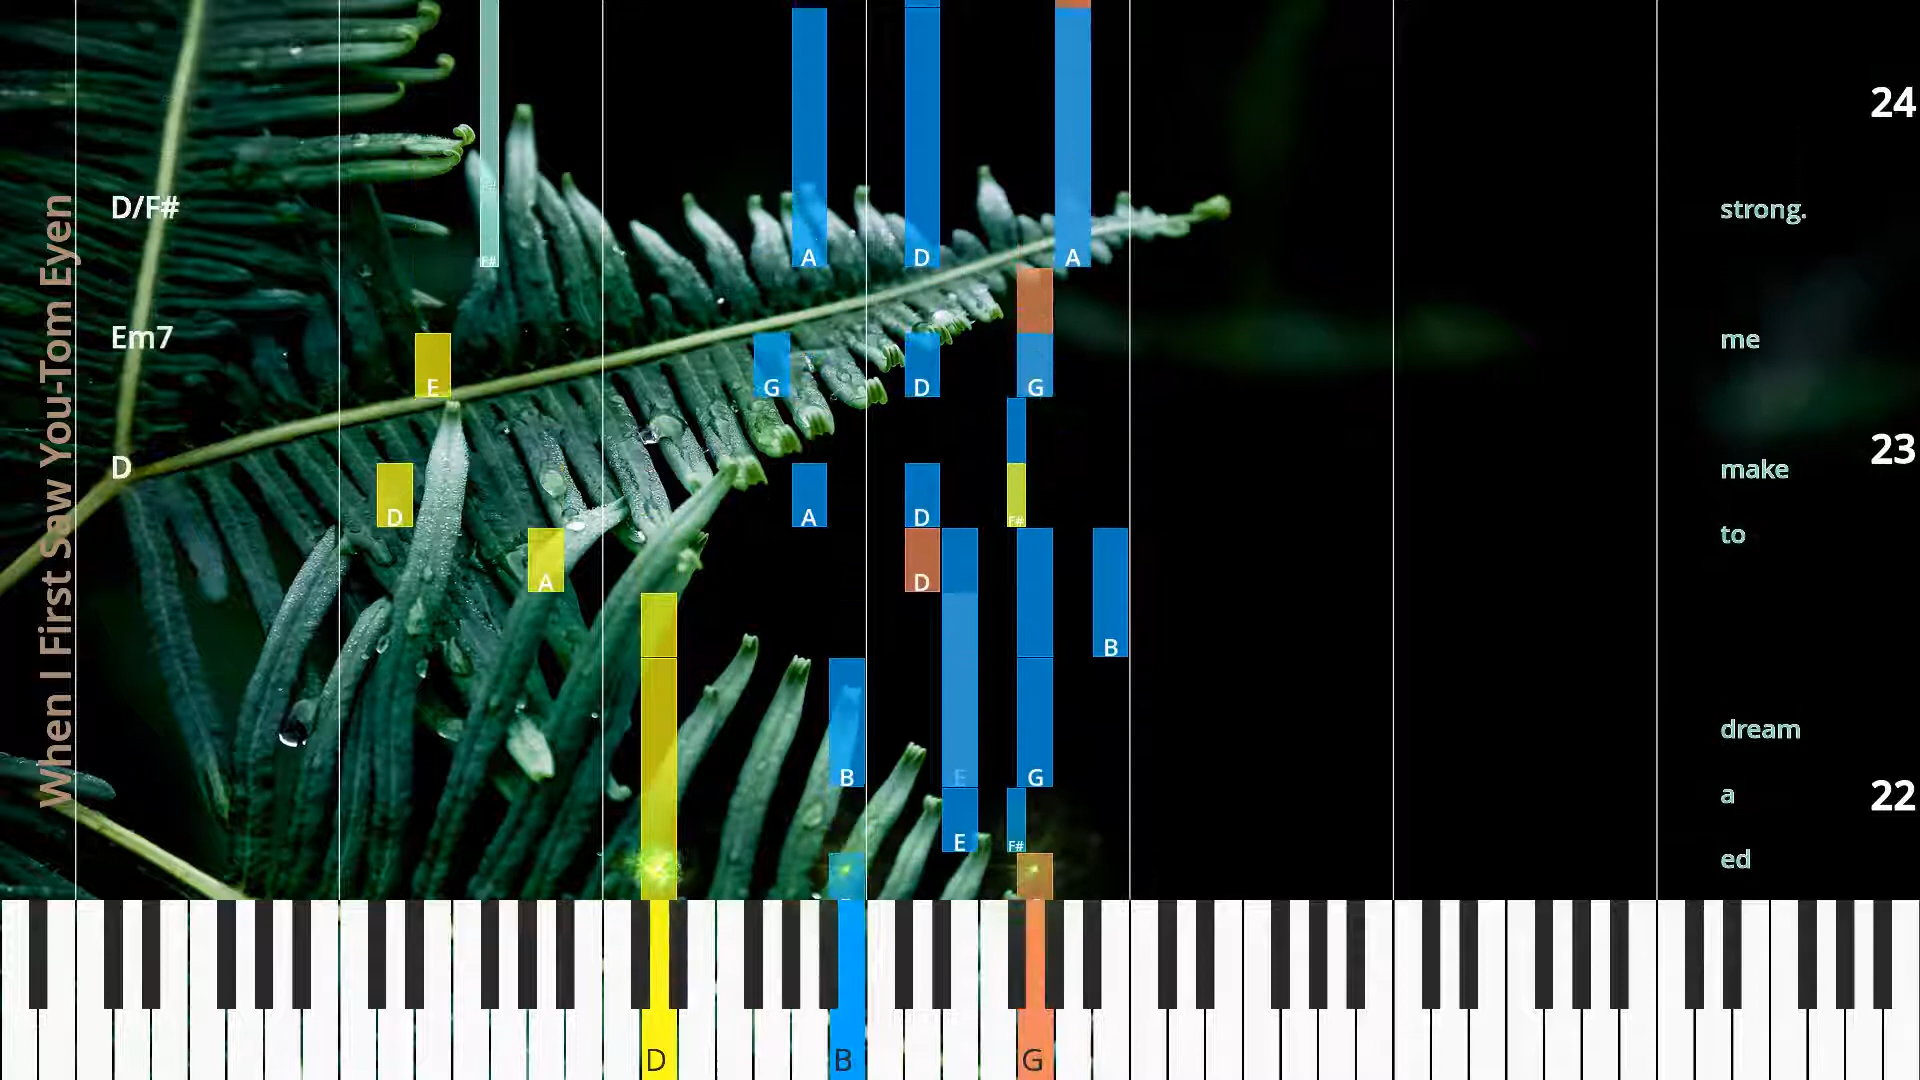 When I First Saw You-Tom Eyen
24
D/F#
strong.
F#
A
D
A
Em7
me
E
G
D
G
D
make
23
D
A
D
F#
to
A
D
B
dream
B
E
G
a
22
E
F#
ed
D
B
G